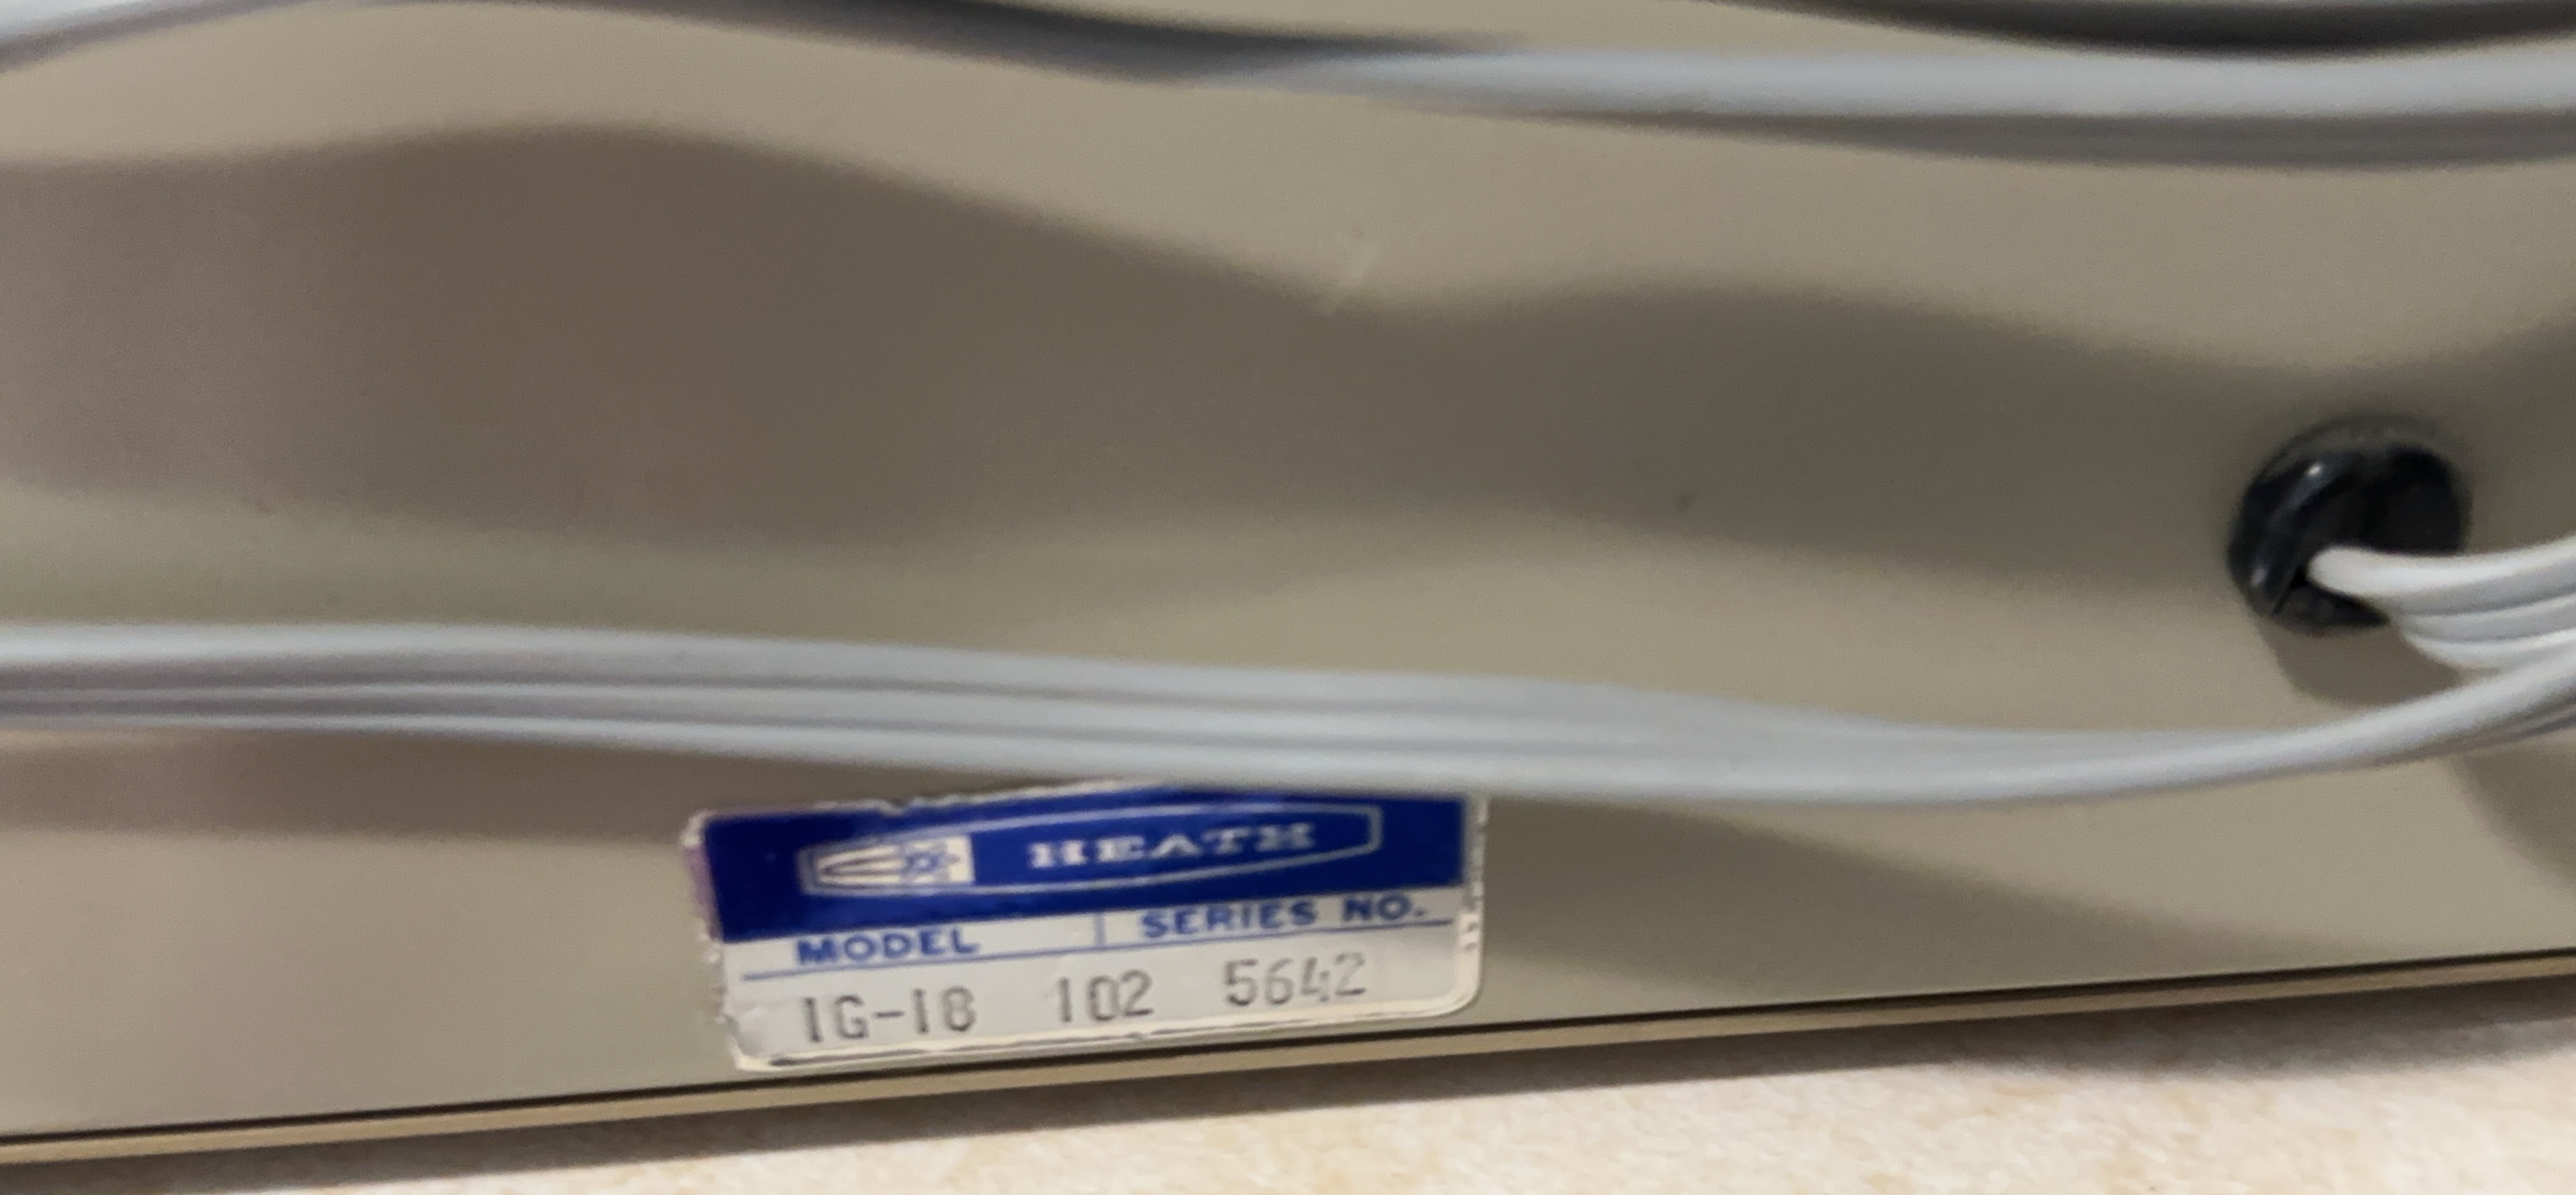 HEATH
MODEL SERIES NO.
IG-18 102 5642